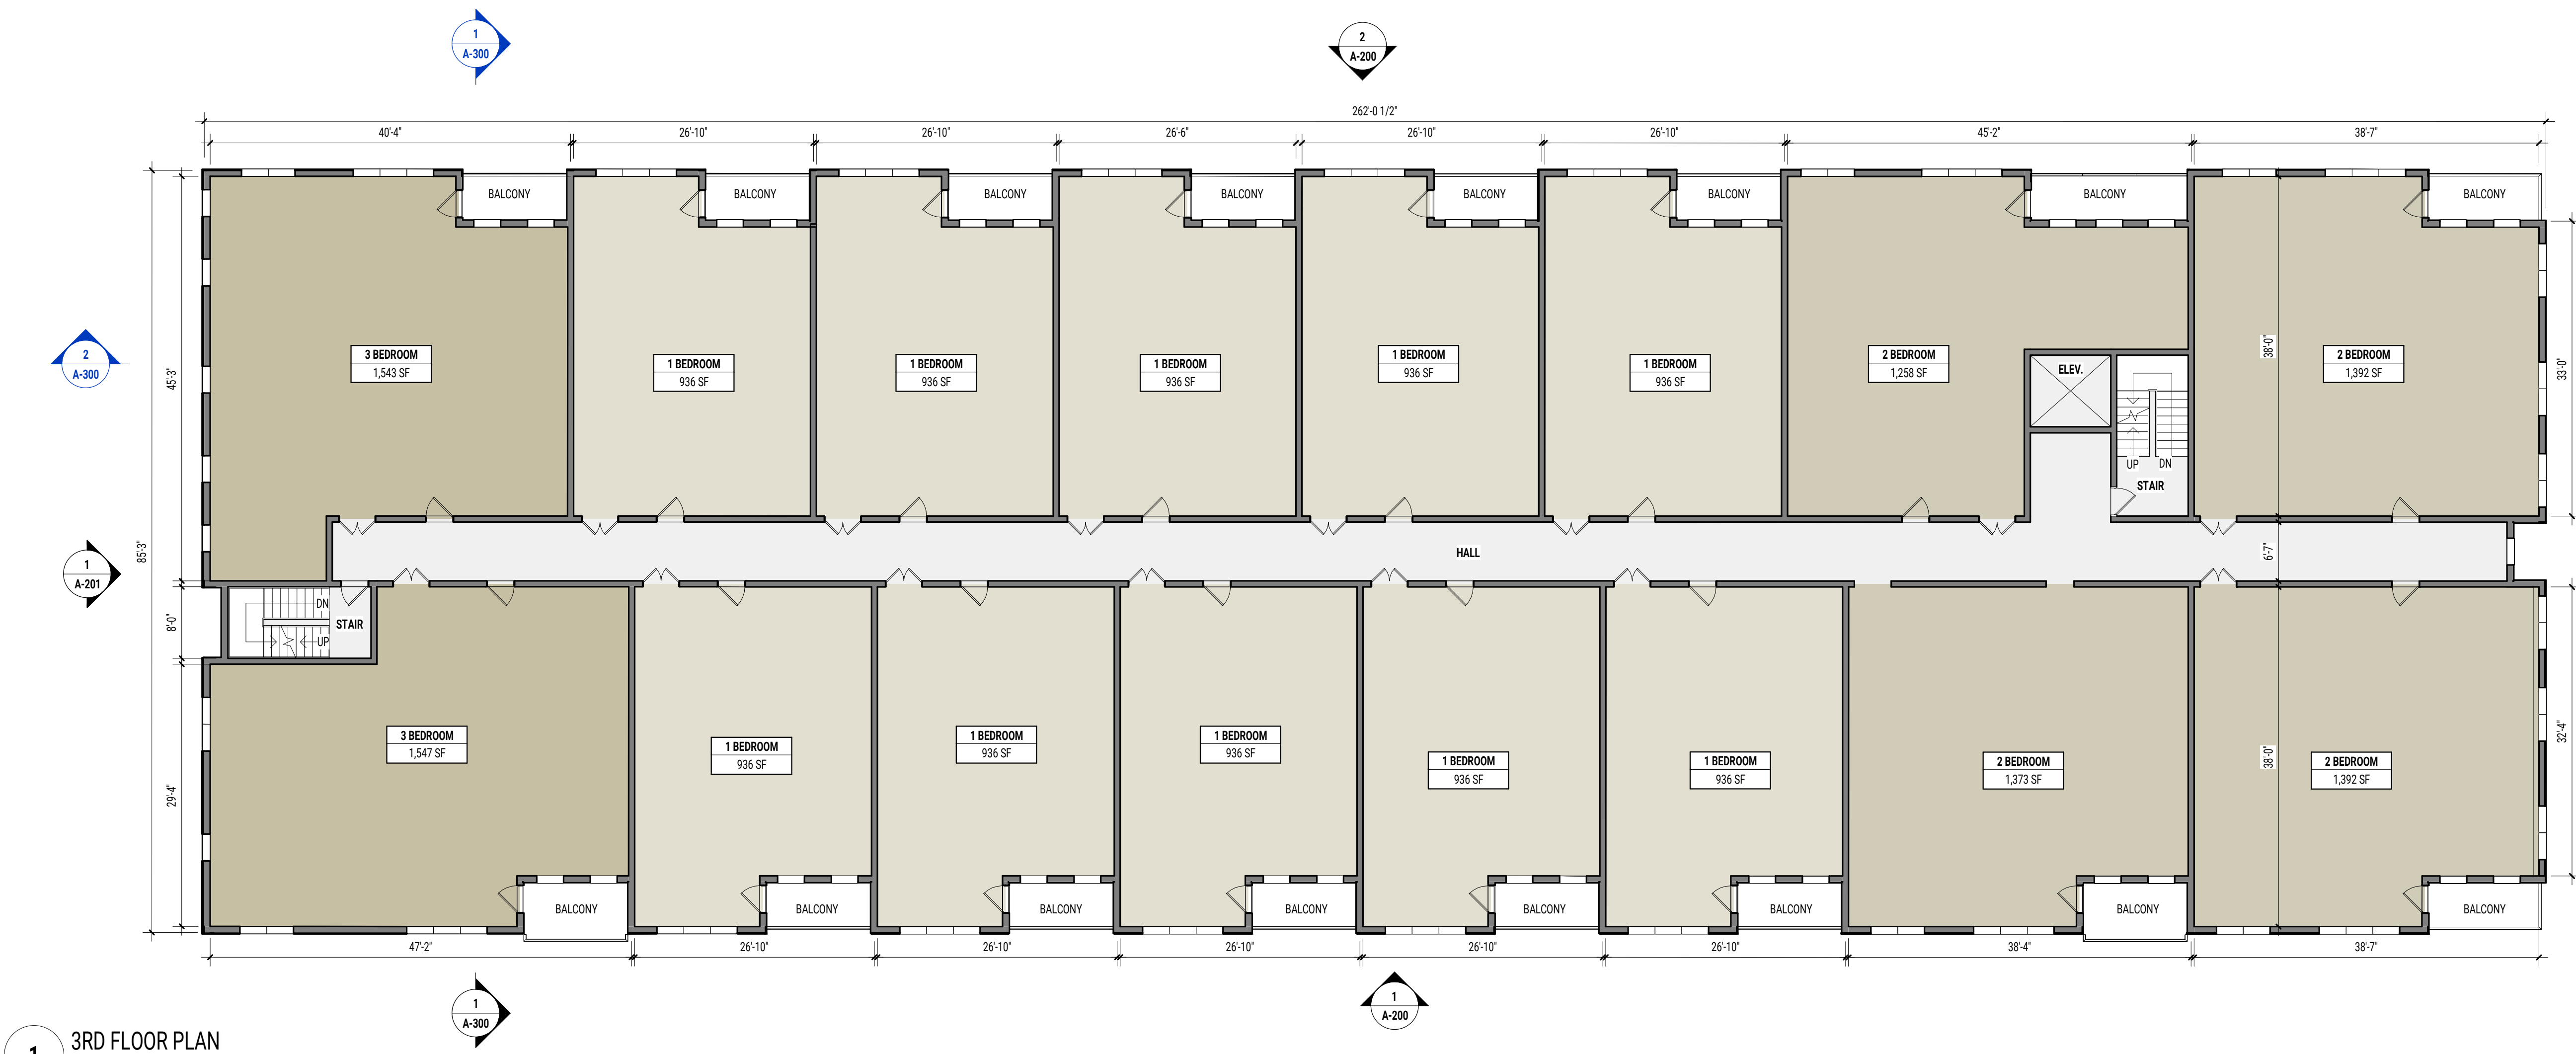 1
A-300
2
A-200
262'-0 1/2"
40'-4"
26'-10"
26'-10"
26'-6"
26'-10"
26'-10"
45'-2"
38'-7"
BALCONY
BALCONY
BALCONY
BALCONY
BALCONY
BALCONY
BALCONY
BALCONY
2
A-300
45'-3"
3 BEDROOM
1,543 SF
1 BEDROOM
936 SF
1 BEDROOM
936 SF
1 BEDROOM
936 SF
1 BEDROOM
936 SF
1 BEDROOM
936 SF
2 BEDROOM
1,258 SF
ELEV.
38'-0"
2 BEDROOM
1,392 SF
33'-0"
UP
DN
STAIR
1
A-201
85'-3"
HALL
6'-7"
8'-0"
DN
UP
STAIR
29'-4"
3 BEDROOM
1,547 SF
1 BEDROOM
936 SF
1 BEDROOM
936 SF
1 BEDROOM
936 SF
1 BEDROOM
936 SF
1 BEDROOM
936 SF
2 BEDROOM
1,373 SF
38'-0"
2 BEDROOM
1,392 SF
32'-4"
BALCONY
BALCONY
BALCONY
BALCONY
BALCONY
BALCONY
BALCONY
BALCONY
47'-2"
26'-10"
26'-10"
26'-10"
26'-10"
26'-10"
38'-4"
38'-7"
1
A-300
1
A-200
1
3RD FLOOR PLAN